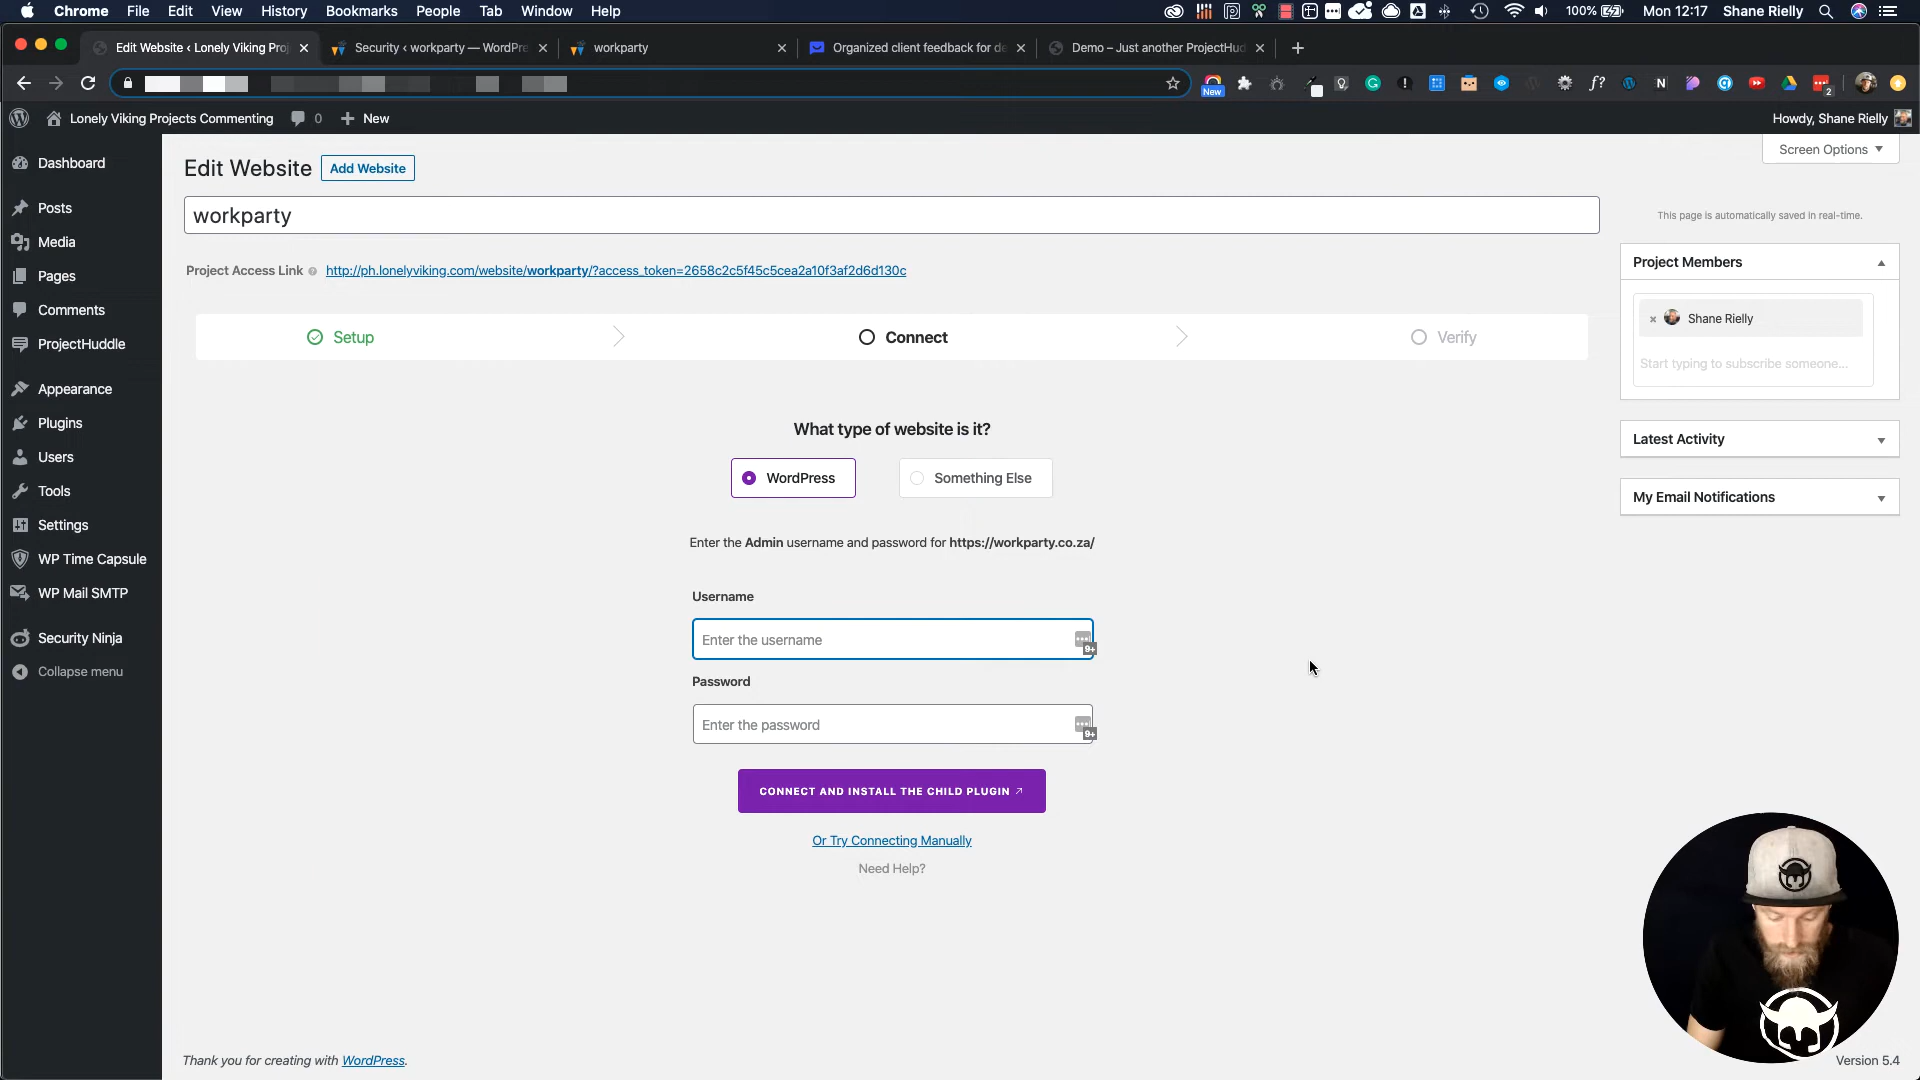 Chrome File Edit View History Bookmarks People Tab Window Help 100% Mon 12:17 Shane Rielly
Edit Website ‹ Lonely Viking Proj
Security ‹ workparty — WordPre
workparty
Organized client feedback for de
Demo – Just another ProjectHud
New
2
Lonely Viking Projects Commenting 0 New Howdy, Shane Rielly
Screen Options
Dashboard
Posts
Media
Pages
Comments
ProjectHuddle
Appearance
Plugins
Users
Tools
Settings
WP Time Capsule
WP Mail SMTP
Security Ninja
Collapse menu
Edit Website Add Website
workparty
Project Access Link http://ph.lonelyviking.com/website/workparty/?access_token=2658c2c5f45c5cea2a10f3af2d6d130c
Setup Connect Verify
What type of website is it?
WordPress Something Else
Enter the Admin username and password for https://workparty.co.za/
Username
Enter the username
9+
Password
Enter the password
9+
CONNECT AND INSTALL THE CHILD PLUGIN
Or Try Connecting Manually
Need Help?
This page is automatically saved in real-time.
Project Members
× Shane Rielly
Start typing to subscribe someone...
Latest Activity
My Email Notifications
Thank you for creating with WordPress.
Version 5.4